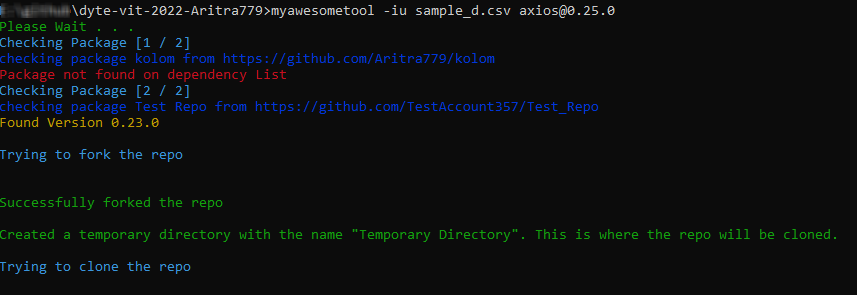 \dyte-vit-2022-Aritra779>myawesometool -iu sample_d.csv axios@0.25.0
Please Wait . . .
Checking Package [1 / 2]
checking package kolom from https://github.com/Aritra779/kolom
Package not found on dependency List
Checking Package [2 / 2]
checking package Test Repo from https://github.com/TestAccount357/Test_Repo
Found Version 0.23.0
Trying to fork the repo
Successfully forked the repo
Created a temporary directory with the name "Temporary Directory". This is where the repo will be cloned.
Trying to clone the repo